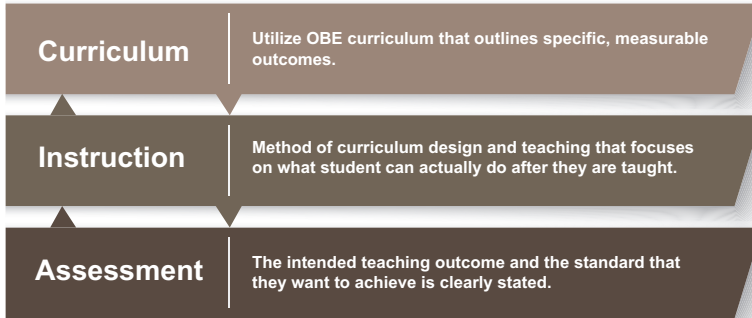 Curriculum
Utilize OBE curriculum that outlines specific, measurable
outcomes.
Instruction
Method of curriculum design and teaching that focuses
on what student can actually do after they are taught.
Assessment
The intended teaching outcome and the standard that
they want to achieve is clearly stated.